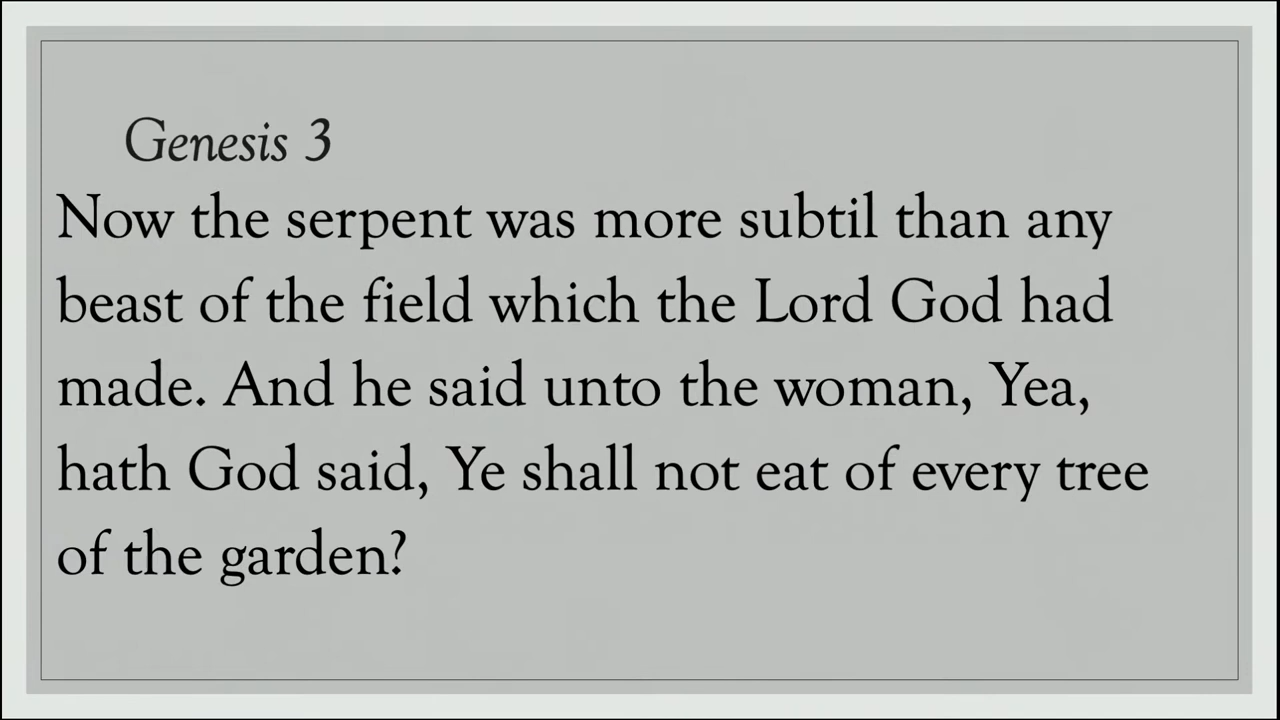 Genesis 3
Now the serpent was more subtil than any
beast of the field which the Lord God had
made. And he said unto the woman, Yea,
hath God said, Ye shall not eat of every tree
of the garden?